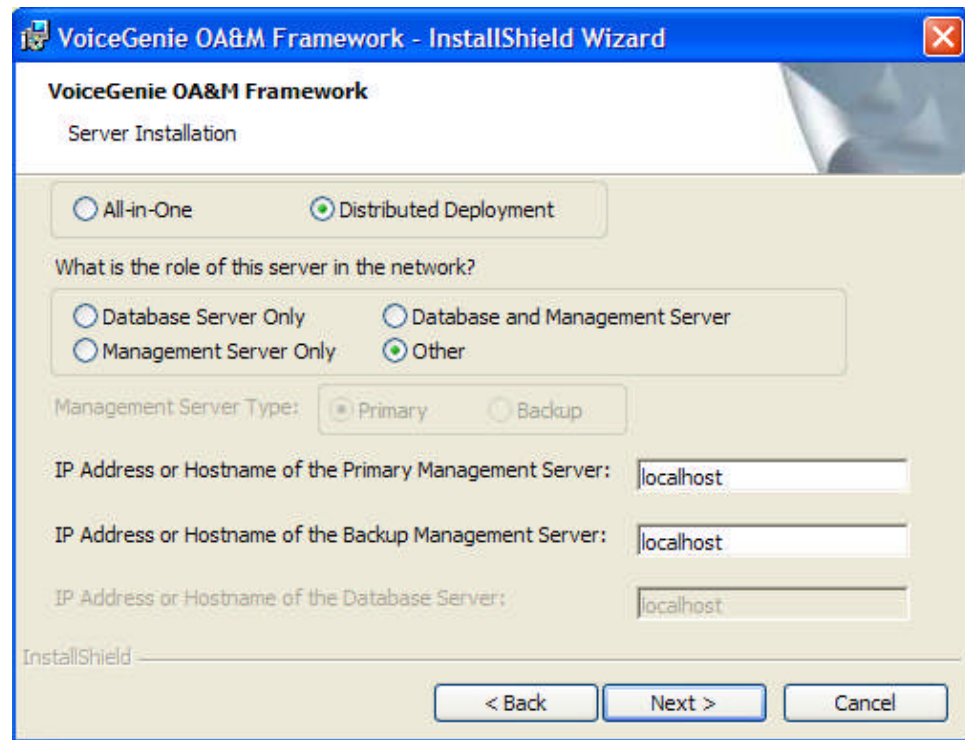 VoiceGenie OA&M Framework - InstallShield Wizard
VoiceGenie OA&M Framework
Server Installation
All-in-One Distributed Deployment
What is the role of this server in the network?
Database Server Only Database and Management Server
Management Server Only Other
Management Server Type: Primary Backup
IP Address or Hostname of the Primary Management Server: localhost
IP Address or Hostname of the Backup Management Server: localhost
IP Address or Hostname of the Database Server: localhost
InstallShield
< Back Next > Cancel